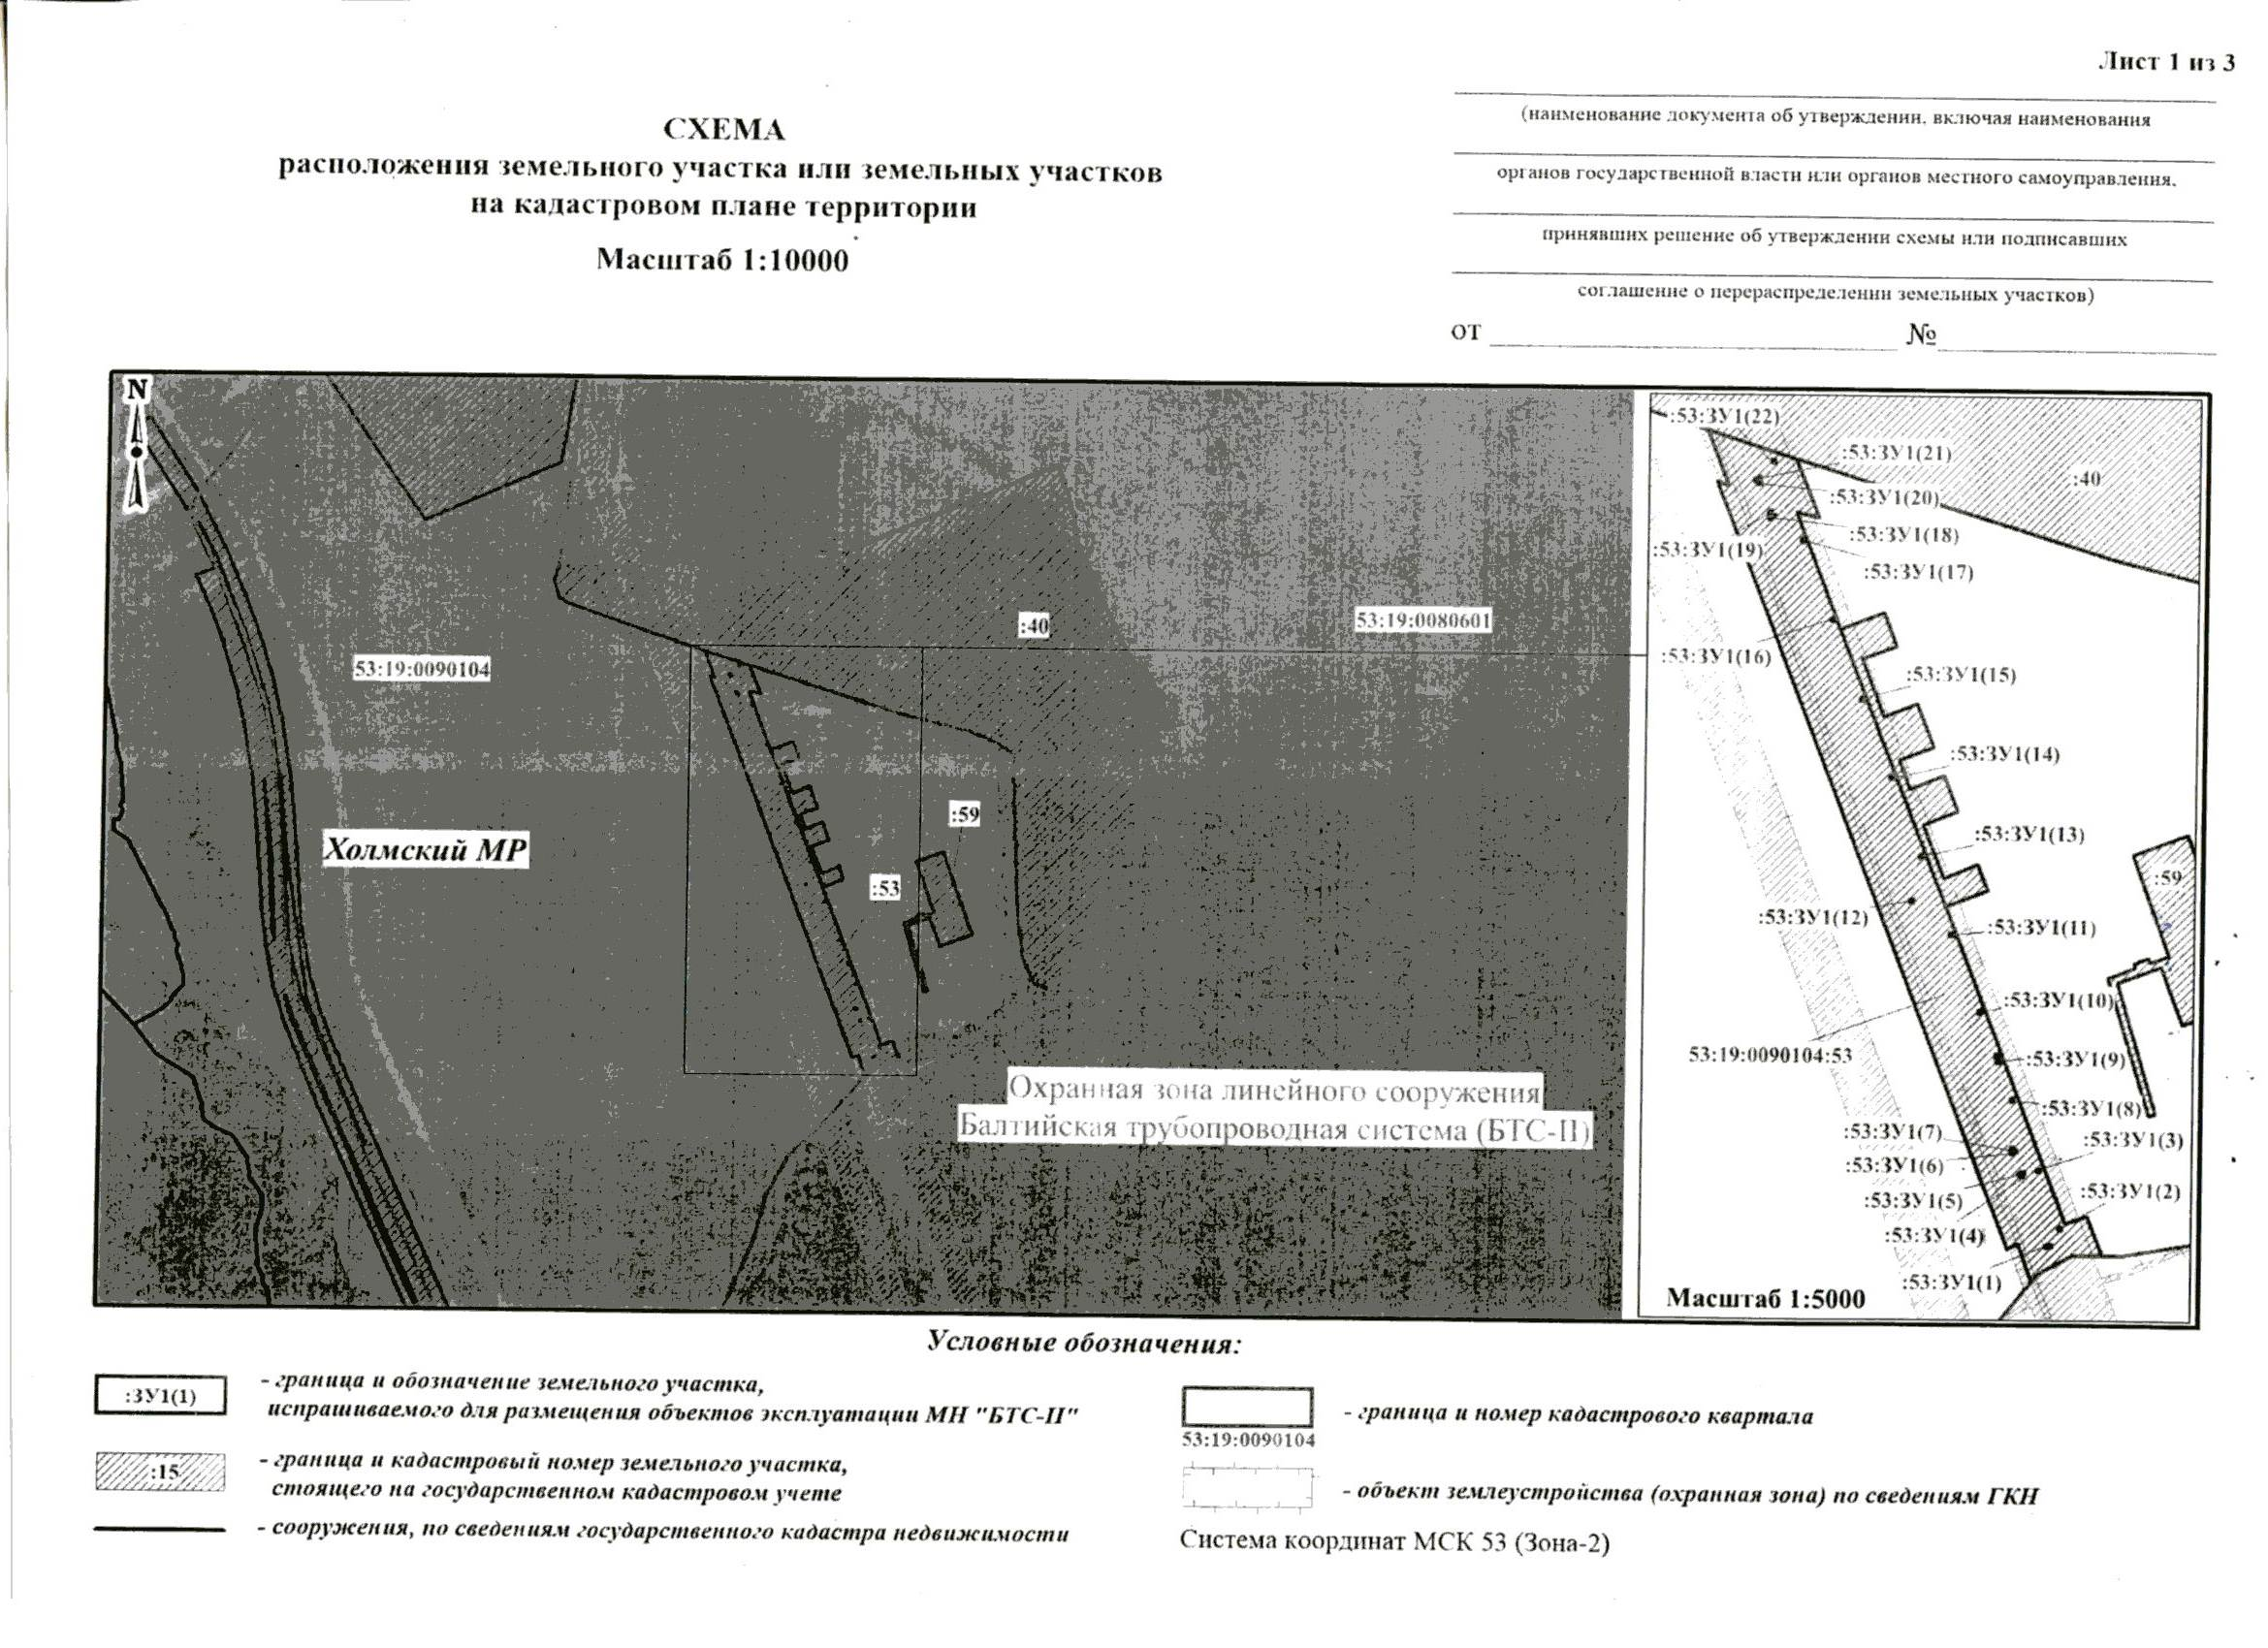 Лист 1 из 3
СХЕМА
расположения земельного участка или земельных участков
на кадастровом плане территории
Масштаб 1:10000
(наименование документа об утверждении, включая наименования
органов государственной власти или органов местного самоуправления,
принявших решение об утверждении схемы или подписавших
соглашение о перераспределении земельных участков)
от № 
N
53:19:0090104
:40
53:19:0080601
Холмский МР
:59
:53
Охранная зона линейного сооружения
Балтийская трубопроводная система (БТС-II)
:53:ЗУ1(22)
:53:ЗУ1(21)
:40
:53:ЗУ1(20)
:53:ЗУ1(18)
:53:ЗУ1(19)
:53:ЗУ1(17)
:53:ЗУ1(16)
:53:ЗУ1(15)
:53:ЗУ1(14)
:53:ЗУ1(13)
:59
:53:ЗУ1(12)
:53:ЗУ1(11)
:53:ЗУ1(10)
53:19:0090104:53
:53:ЗУ1(9)
:53:ЗУ1(8)
:53:ЗУ1(7)
:53:ЗУ1(3)
:53:ЗУ1(6)
:53:ЗУ1(5)
:53:ЗУ1(2)
:53:ЗУ1(4)
:53:ЗУ1(1)
Масштаб 1:5000
Условные обозначения:
:ЗУ1(1)
- граница и обозначение земельного участка,
испрашиваемого для размещения объектов эксплуатации МН "БТС-II"
:15
- граница и кадастровый номер земельного участка,
стоящего на государственном кадастровом учете
- сооружения, по сведениям государственного кадастра недвижимости
- граница и номер кадастрового квартала
53:19:0090104
- объект землеустройства (охранная зона) по сведениям ГКН
Система координат МСК 53 (Зона-2)